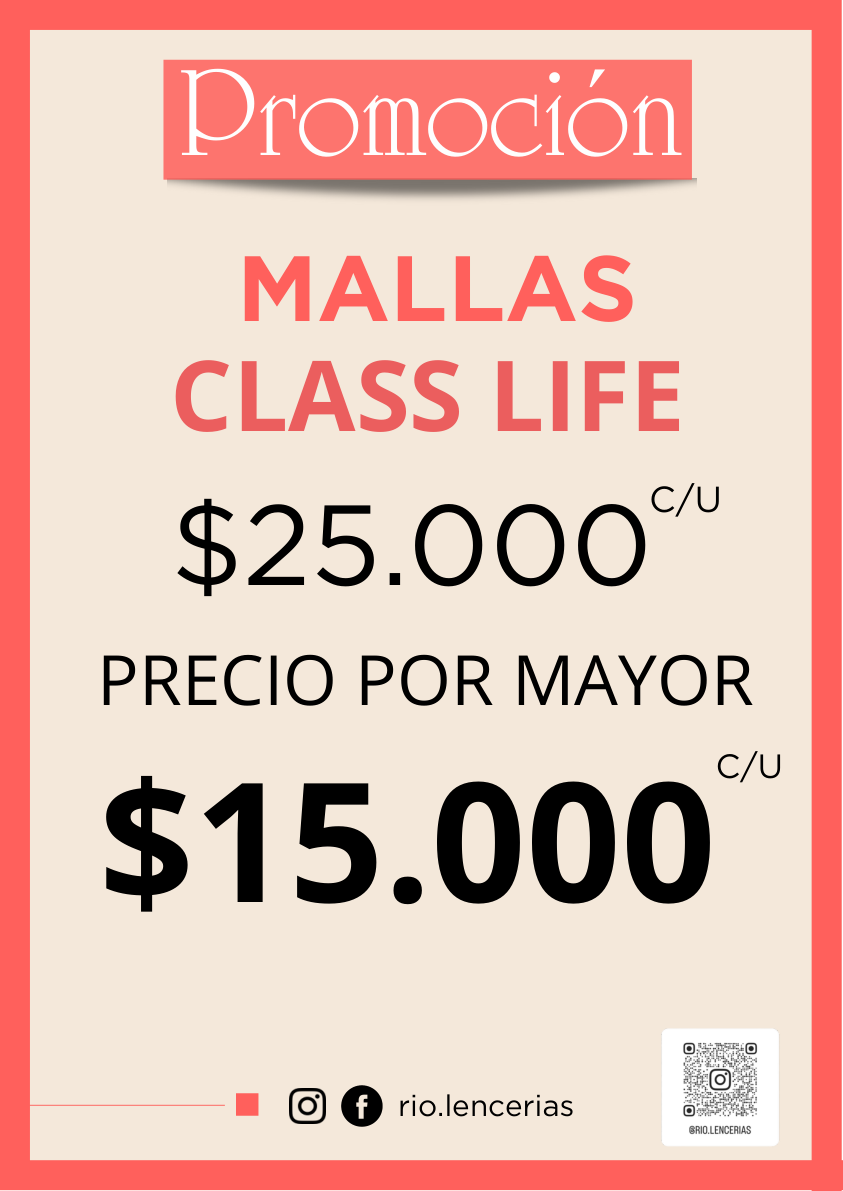 Promoción
MALLAS
CLASS LIFE
$25.000 C/U
PRECIO POR MAYOR
$15.000 C/U
rio.lencerias
@RIO.LENCERIAS